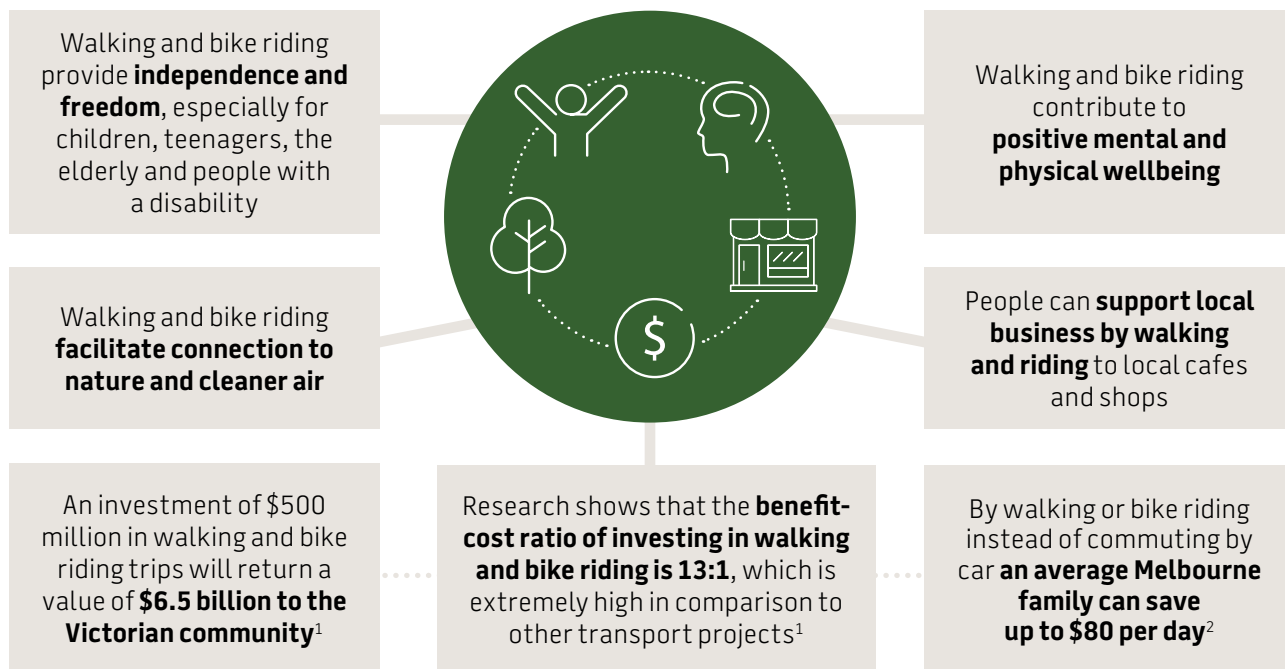 Walking and bike riding
provide independence and
freedom, especially for
children, teenagers, the
elderly and people with
a disability
Walking and bike riding
contribute to
positive mental and
physical wellbeing
Walking and bike riding
facilitate connection to
nature and cleaner air
$
People can support local
business by walking
and riding to local cafes
and shops
An investment of $500
million in walking and bike
riding trips will return a
value of $6.5 billion to the
Victorian community¹
Research shows that the benefit-
cost ratio of investing in walking
and bike riding is 13:1, which is
extremely high in comparison to
other transport projects¹
By walking or bike riding
instead of commuting by
car an average Melbourne
family can save
up to $80 per day²